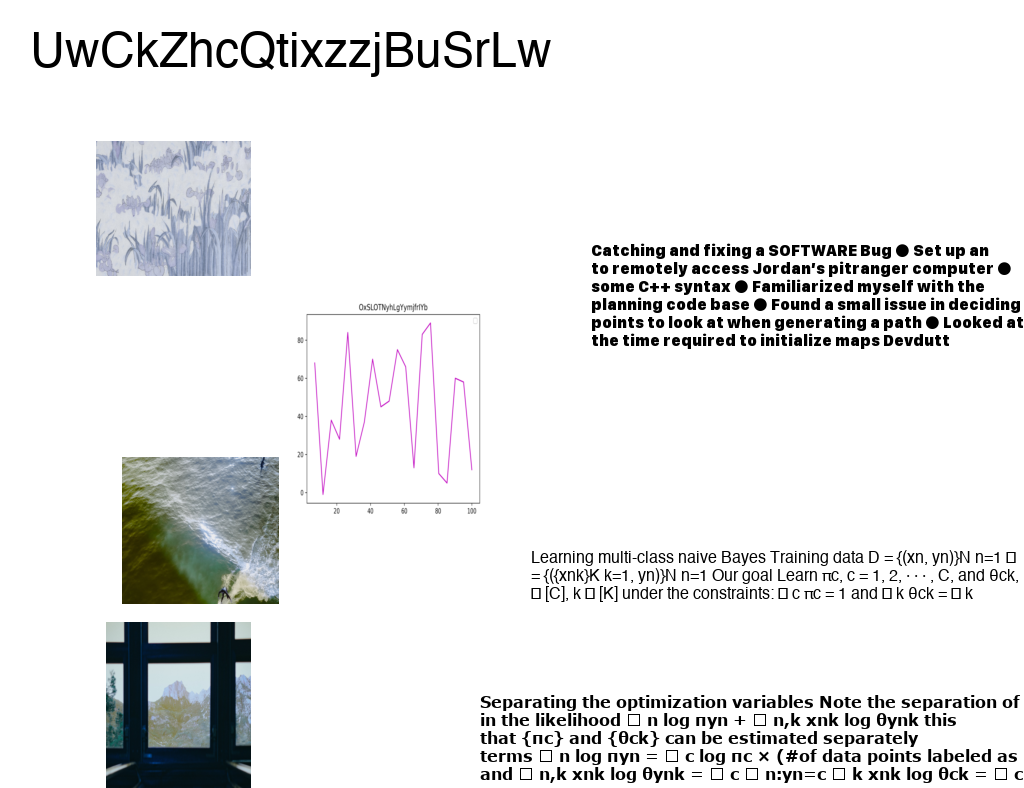 UwCkZhcQtixzzjBuSrLw
OxSLOTNyhLgYymjfrIYb
80
60
40
20
0
20 40 60 80 100
Catching and fixing a SOFTWARE Bug ● Set up an
to remotely access Jordan's pitranger computer ●
some C++ syntax ● Familiarized myself with the
planning code base ● Found a small issue in deciding
points to look at when generating a path ● Looked at
the time required to initialize maps Devdutt
Learning multi-class naive Bayes Training data D = {(xn, yn)}N n=1 □
= {({xnk}K k=1, yn)}N n=1 Our goal Learn πc, c = 1, 2, · · · , C, and θck,
□ [C], k □ [K] under the constraints: □ c πc = 1 and □ k θck = □ k
Separating the optimization variables Note the separation of
in the likelihood □ n log πyn + □ n,k xnk log θynk this
that {πc} and {θck} can be estimated separately
terms □ n log πyn = □ c log πc × (#of data points labeled as
and □ n,k xnk log θynk = □ c □ n:yn=c □ k xnk log θck = □ c